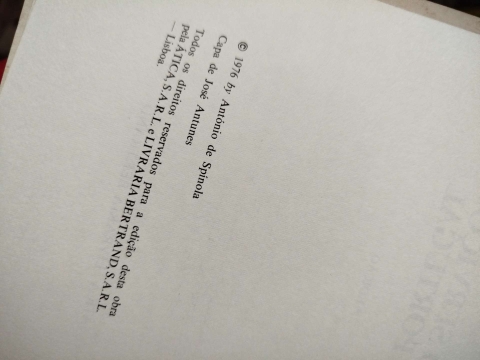 © 1976 by António de Spínola
Capa de José Antunes
Todos os direitos reservados para a edição desta obra
pela ÁTICA, S.A.R.L. e LIVRARIA BERTRAND, S.A.R.L.
— Lisboa.